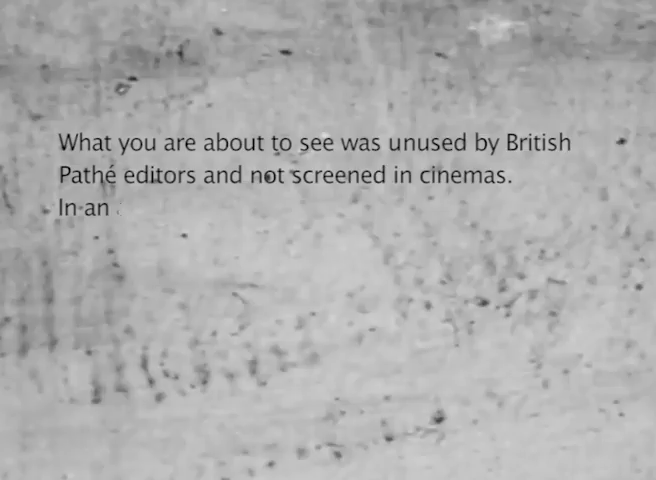 What you are about to see was unused by British
Pathé editors and not screened in cinemas.
In an